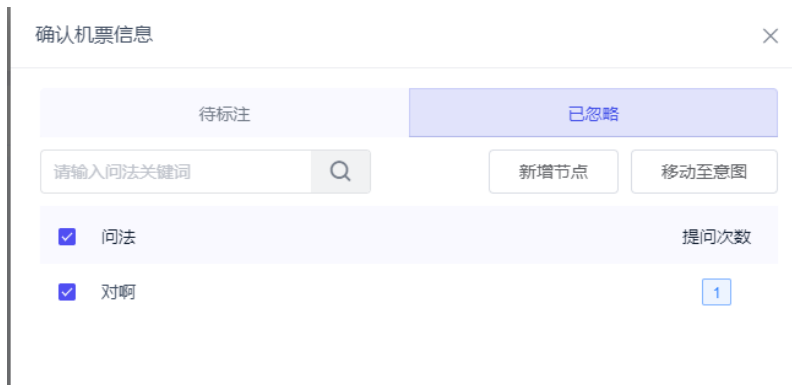 确认机票信息
待标注 已忽略
请输入问法关键词 新增节点 移动至意图
问法 提问次数
对啊 1